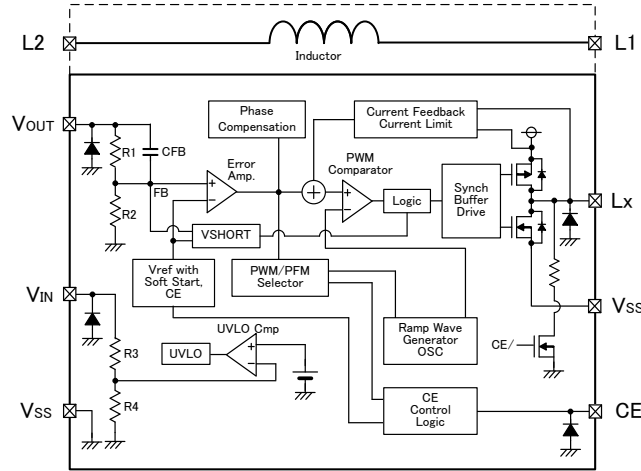 L2
L1
Inductor
Phase
Compensation
Current Feedback
Current Limit
VOUT
R1
CFB
FB
R2
Error
Amp.
PWM
Comparator
Logic
Synch
Buffer
Drive
Lx
VSHORT
Vref with
Soft Start,
CE
PWM/PFM
Selector
Ramp Wave
Generator
OSC
VSS
VIN
UVLO Cmp
UVLO
R3
R4
CE/
CE
Control
Logic
VSS
CE